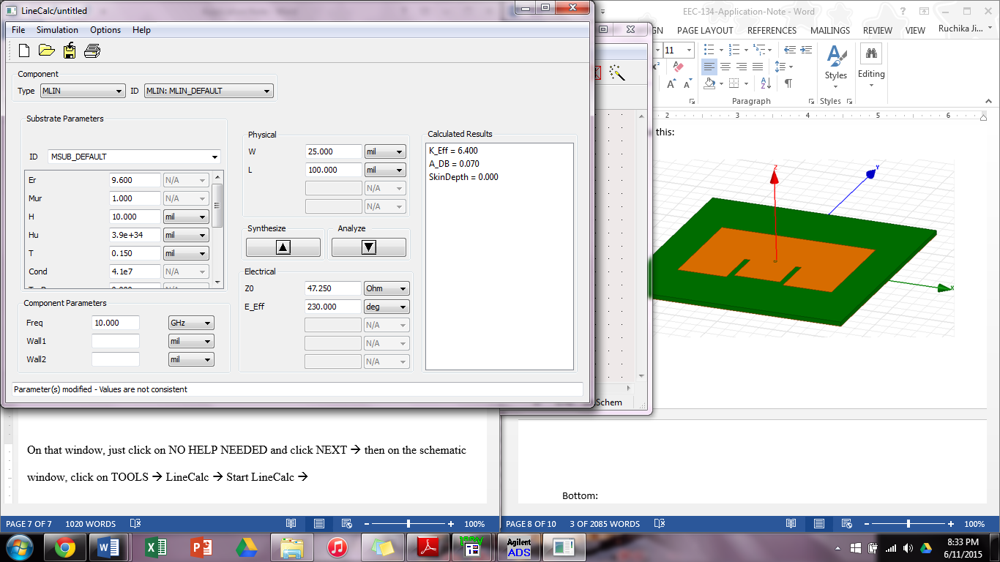 LineCalc/untitled
File Simulation Options Help
Component
Type MLIN ID MLIN: MLIN_DEFAULT
Substrate Parameters
ID MSUB_DEFAULT
Er 9.600 N/A
Mur 1.000 N/A
H 10.000 mil
Hu 3.9e+34 mil
T 0.150 mil
Cond 4.1e7 N/A
Component Parameters
Freq 10.000 GHz
Wall1 mil
Wall2 mil
Physical
W 25.000 mil
L 100.000 mil
N/A
N/A
Synthesize Analyze
Electrical
Z0 47.250 Ohm
E_Eff 230.000 deg
N/A
N/A
N/A
Calculated Results
K_Eff = 6.400
A_DB = 0.070
SkinDepth = 0.000
Parameter(s) modified - Values are not consistent
EEC-134-Application-Note - Word
PAGE LAYOUT REFERENCES MAILINGS REVIEW VIEW Ruchika Ji...
11
Styles Editing
Paragraph Styles
2 3 4 5 6
this:
Z
Y
X
Schem
On that window, just click on NO HELP NEEDED and click NEXT → then on the schematic
window, click on TOOLS → LineCalc → Start LineCalc →
Bottom:
PAGE 7 OF 7 1020 WORDS 100%
PAGE 8 OF 10 3 OF 2085 WORDS 100%
Agilent
ADS
8:33 PM
6/11/2015